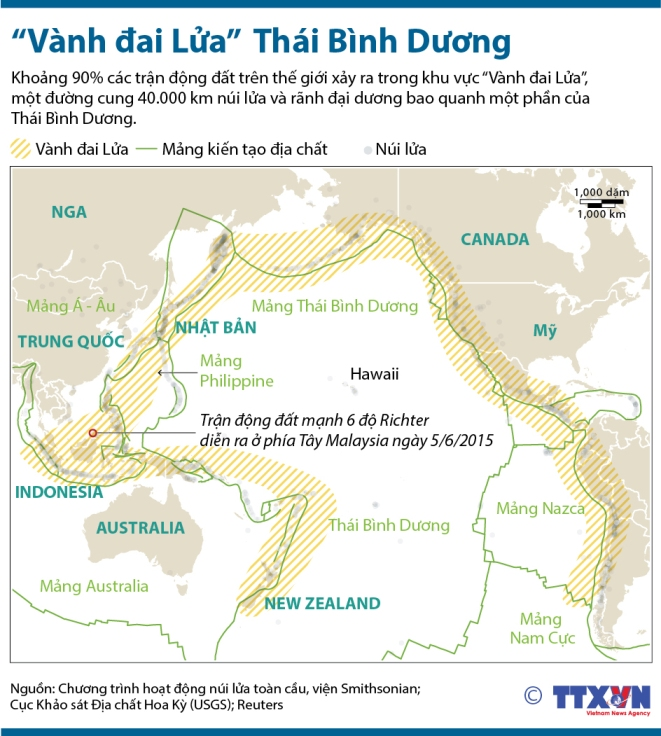 “Vành đai Lửa” Thái Bình Dương
Khoảng 90% các trận động đất trên thế giới xảy ra trong khu vực “Vành đai Lửa”,
một đường cung 40.000 km núi lửa và rãnh đại dương bao quanh một phần của
Thái Bình Dương.
Vành đai Lửa Mảng kiến tạo địa chất Núi lửa
1,000 dặm
1,000 km
NGA
CANADA
Mảng Á - Âu
Mảng Thái Bình Dương
TRUNG QUỐC
NHẬT BẢN
Mỹ
Mảng
Philippine
Hawaii
Trận động đất mạnh 6 độ Richter
diễn ra ở phía Tây Malaysia ngày 5/6/2015
INDONESIA
AUSTRALIA
Thái Bình Dương
Mảng Nazca
Mảng Australia
NEW ZEALAND
Mảng
Nam Cực
Nguồn: Chương trình hoạt động núi lửa toàn cầu, viện Smithsonian;
Cục Khảo sát Địa chất Hoa Kỳ (USGS); Reuters
© TTXVN
Vietnam News Agency